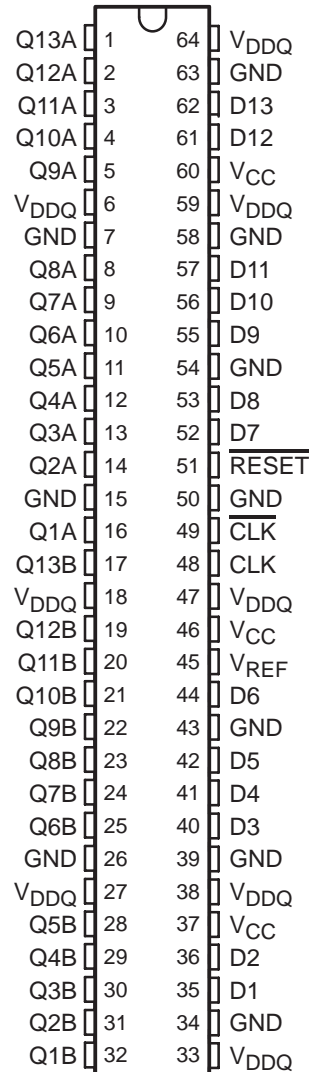 Q13A 1 64 VDDQ
Q12A 2 63 GND
Q11A 3 62 D13
Q10A 4 61 D12
Q9A 5 60 VCC
VDDQ 6 59 VDDQ
GND 7 58 GND
Q8A 8 57 D11
Q7A 9 56 D10
Q6A 10 55 D9
Q5A 11 54 GND
Q4A 12 53 D8
Q3A 13 52 D7
Q2A 14 51 RESET
GND 15 50 GND
Q1A 16 49 CLK
Q13B 17 48 CLK
VDDQ 18 47 VDDQ
Q12B 19 46 VCC
Q11B 20 45 VREF
Q10B 21 44 D6
Q9B 22 43 GND
Q8B 23 42 D5
Q7B 24 41 D4
Q6B 25 40 D3
GND 26 39 GND
VDDQ 27 38 VDDQ
Q5B 28 37 VCC
Q4B 29 36 D2
Q3B 30 35 D1
Q2B 31 34 GND
Q1B 32 33 VDDQ